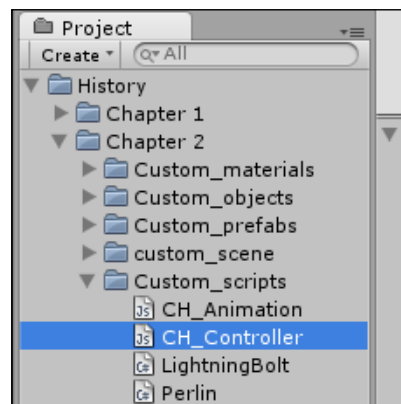 Project
Create All
History
Chapter 1
Chapter 2
Custom_materials
Custom_objects
Custom_prefabs
custom_scene
Custom_scripts
Js CH_Animation
Js CH_Controller
C# LightningBolt
C# Perlin